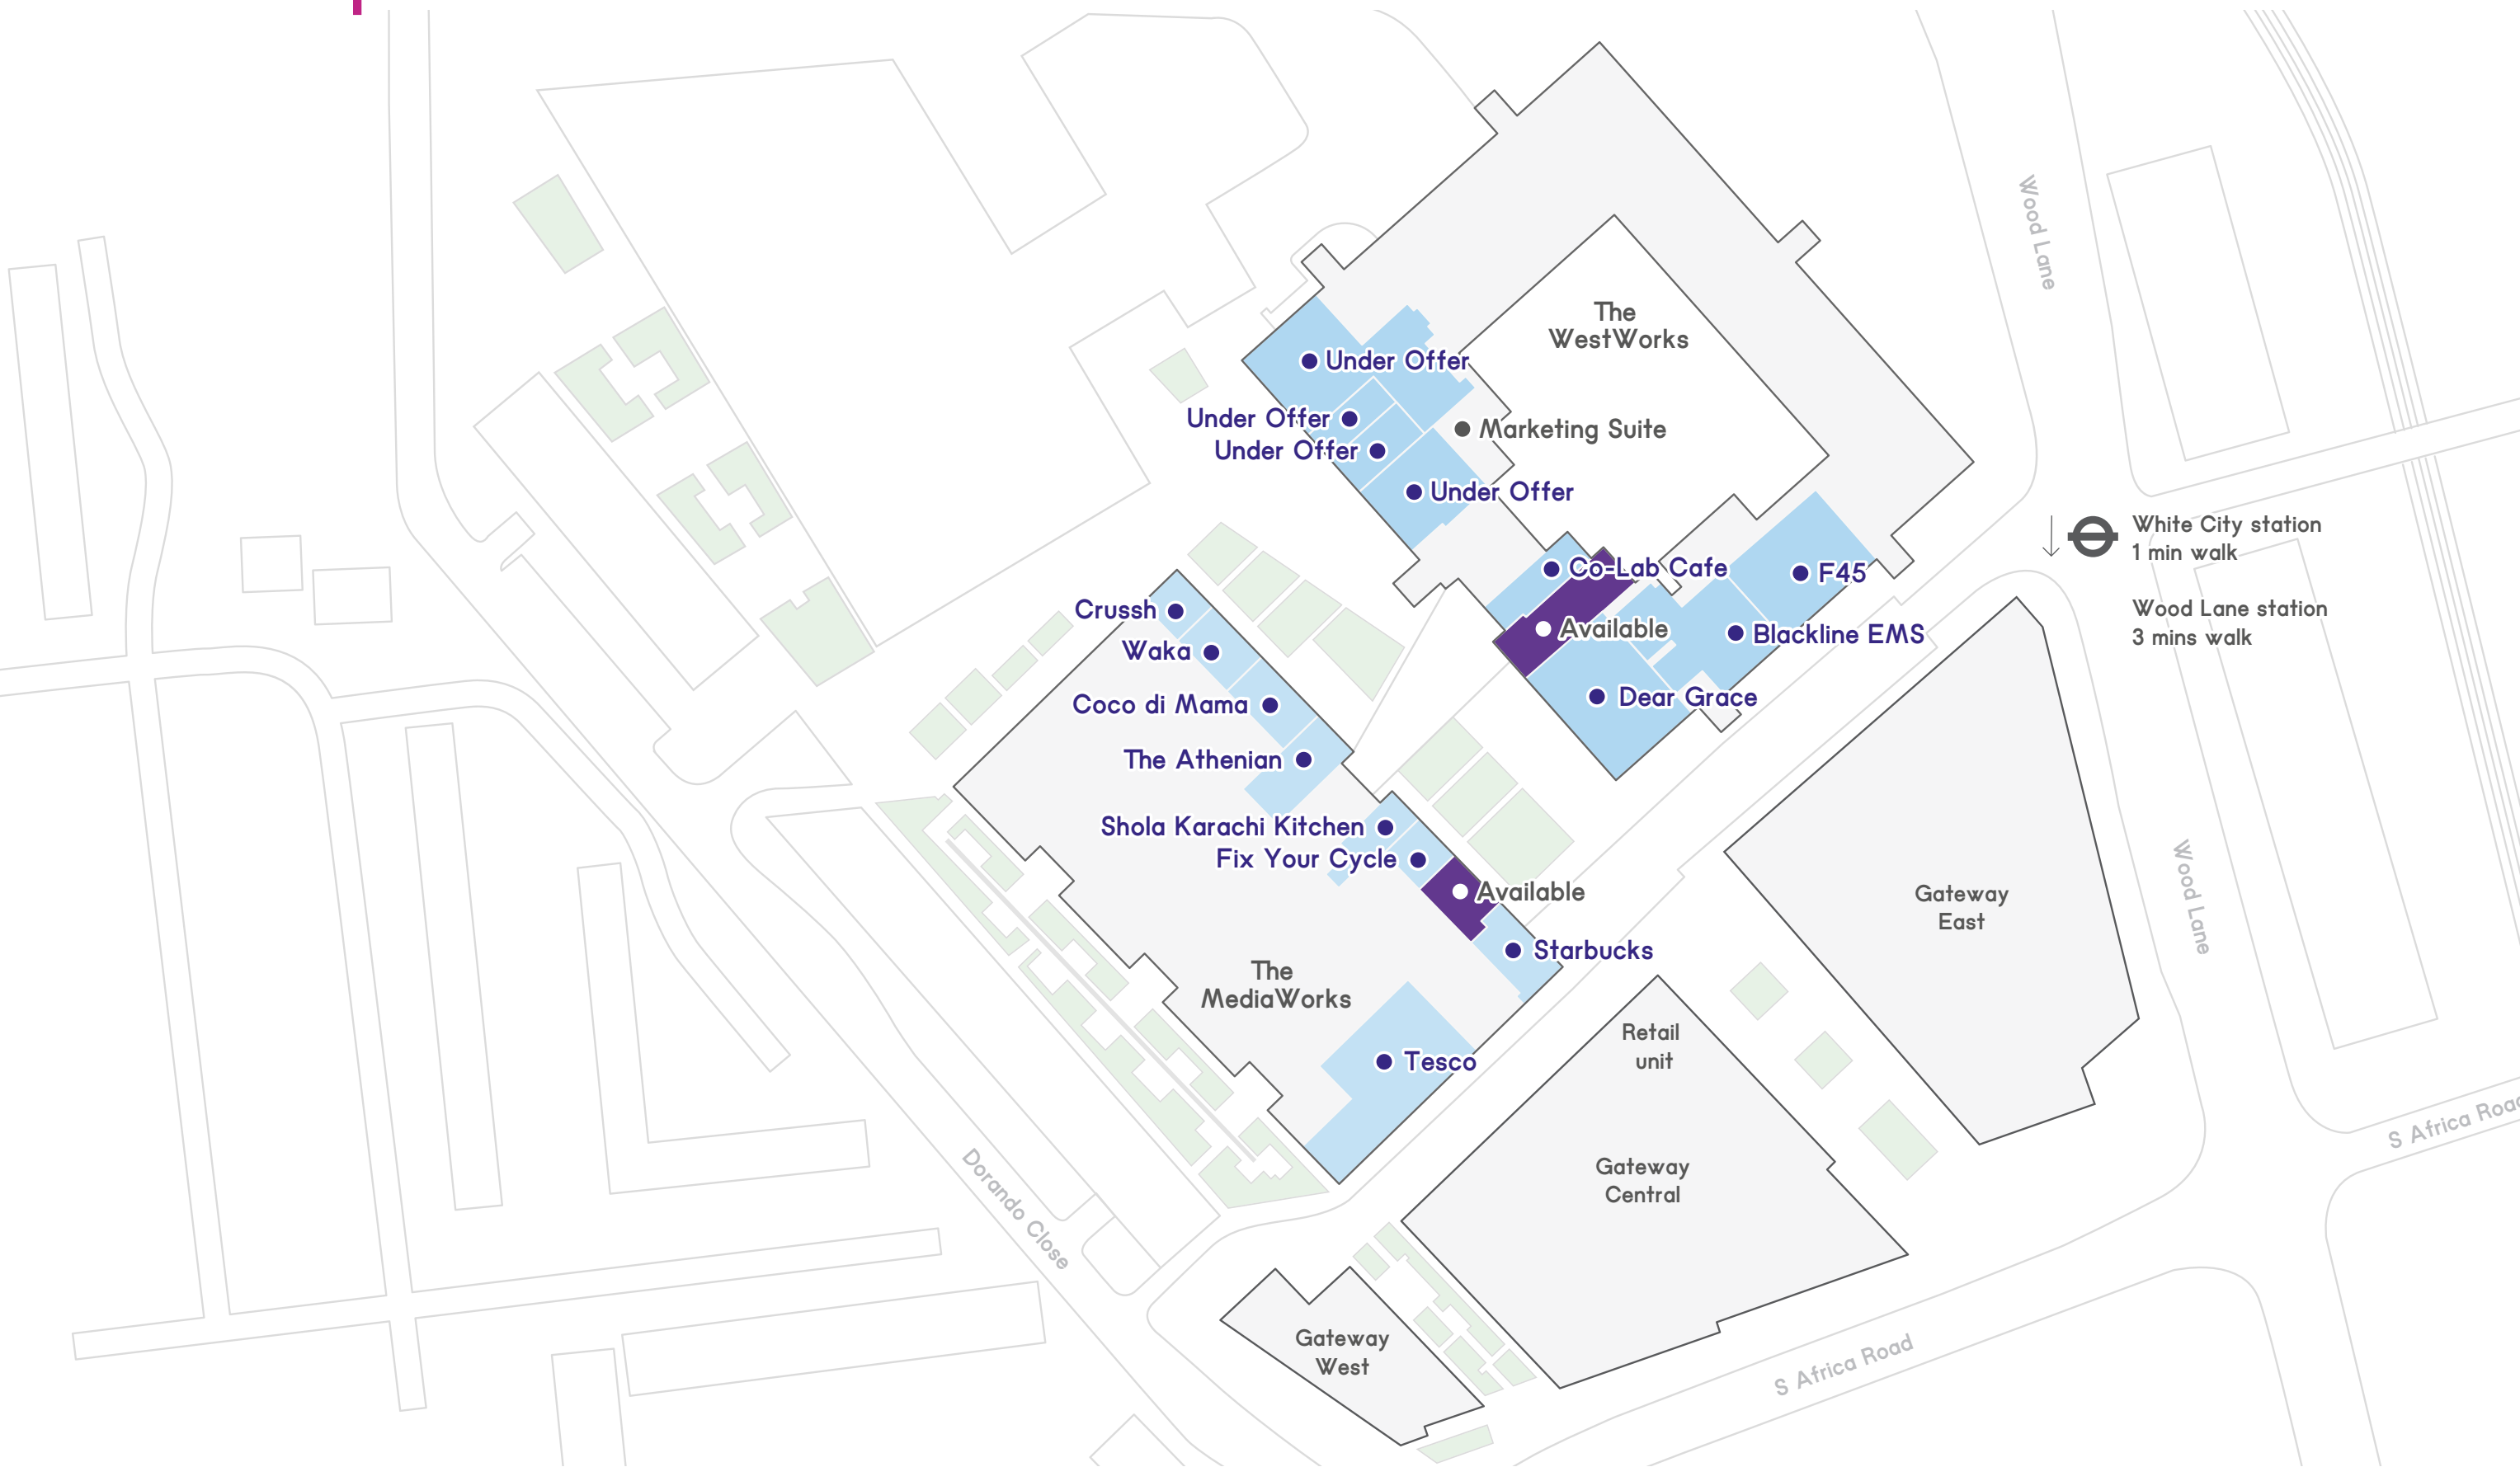 Wood Lane
The
WestWorks
Under Offer
Under Offer
Marketing Suite
Under Offer
Under Offer
White City station
1 min walk
Co-Lab Cafe
F45
Crussh
Wood Lane station
3 mins walk
Available
Blackline EMS
Waka
Dear Grace
Coco di Mama
The Athenian
Shola Karachi Kitchen
Fix Your Cycle
Available
Gateway
East
Wood Lane
Starbucks
The
MediaWorks
Retail
unit
Tesco
S Africa Road
Gateway
Central
Dorando Close
Gateway
West
S Africa Road